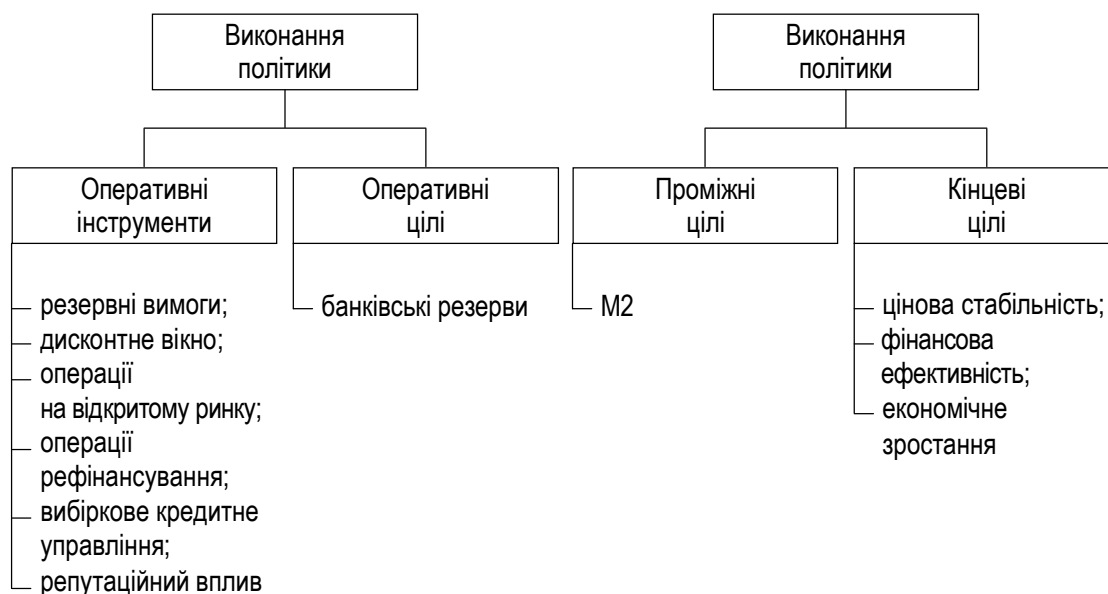 Виконання
політики
Виконання
політики
Оперативні
інструменти
Оперативні
цілі
Проміжні
цілі
Кінцеві
цілі
резервні вимоги;
дисконтне вікно;
операції
на відкритому ринку;
операції
рефінансування;
вибіркове кредитне
управління;
репутаційний вплив
банківські резерви
М2
цінова стабільність;
фінансова
ефективність;
економічне
зростання